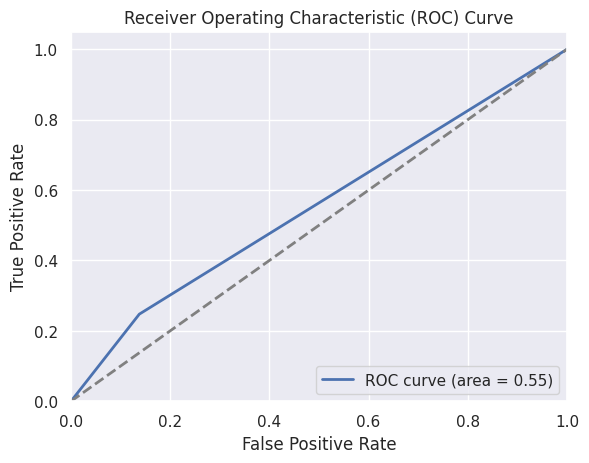 Receiver Operating Characteristic (ROC) Curve
1.0
0.8
0.6
0.4
0.2
0.0
True Positive Rate
ROC curve (area = 0.55)
0.0 0.2 0.4 0.6 0.8 1.0
False Positive Rate